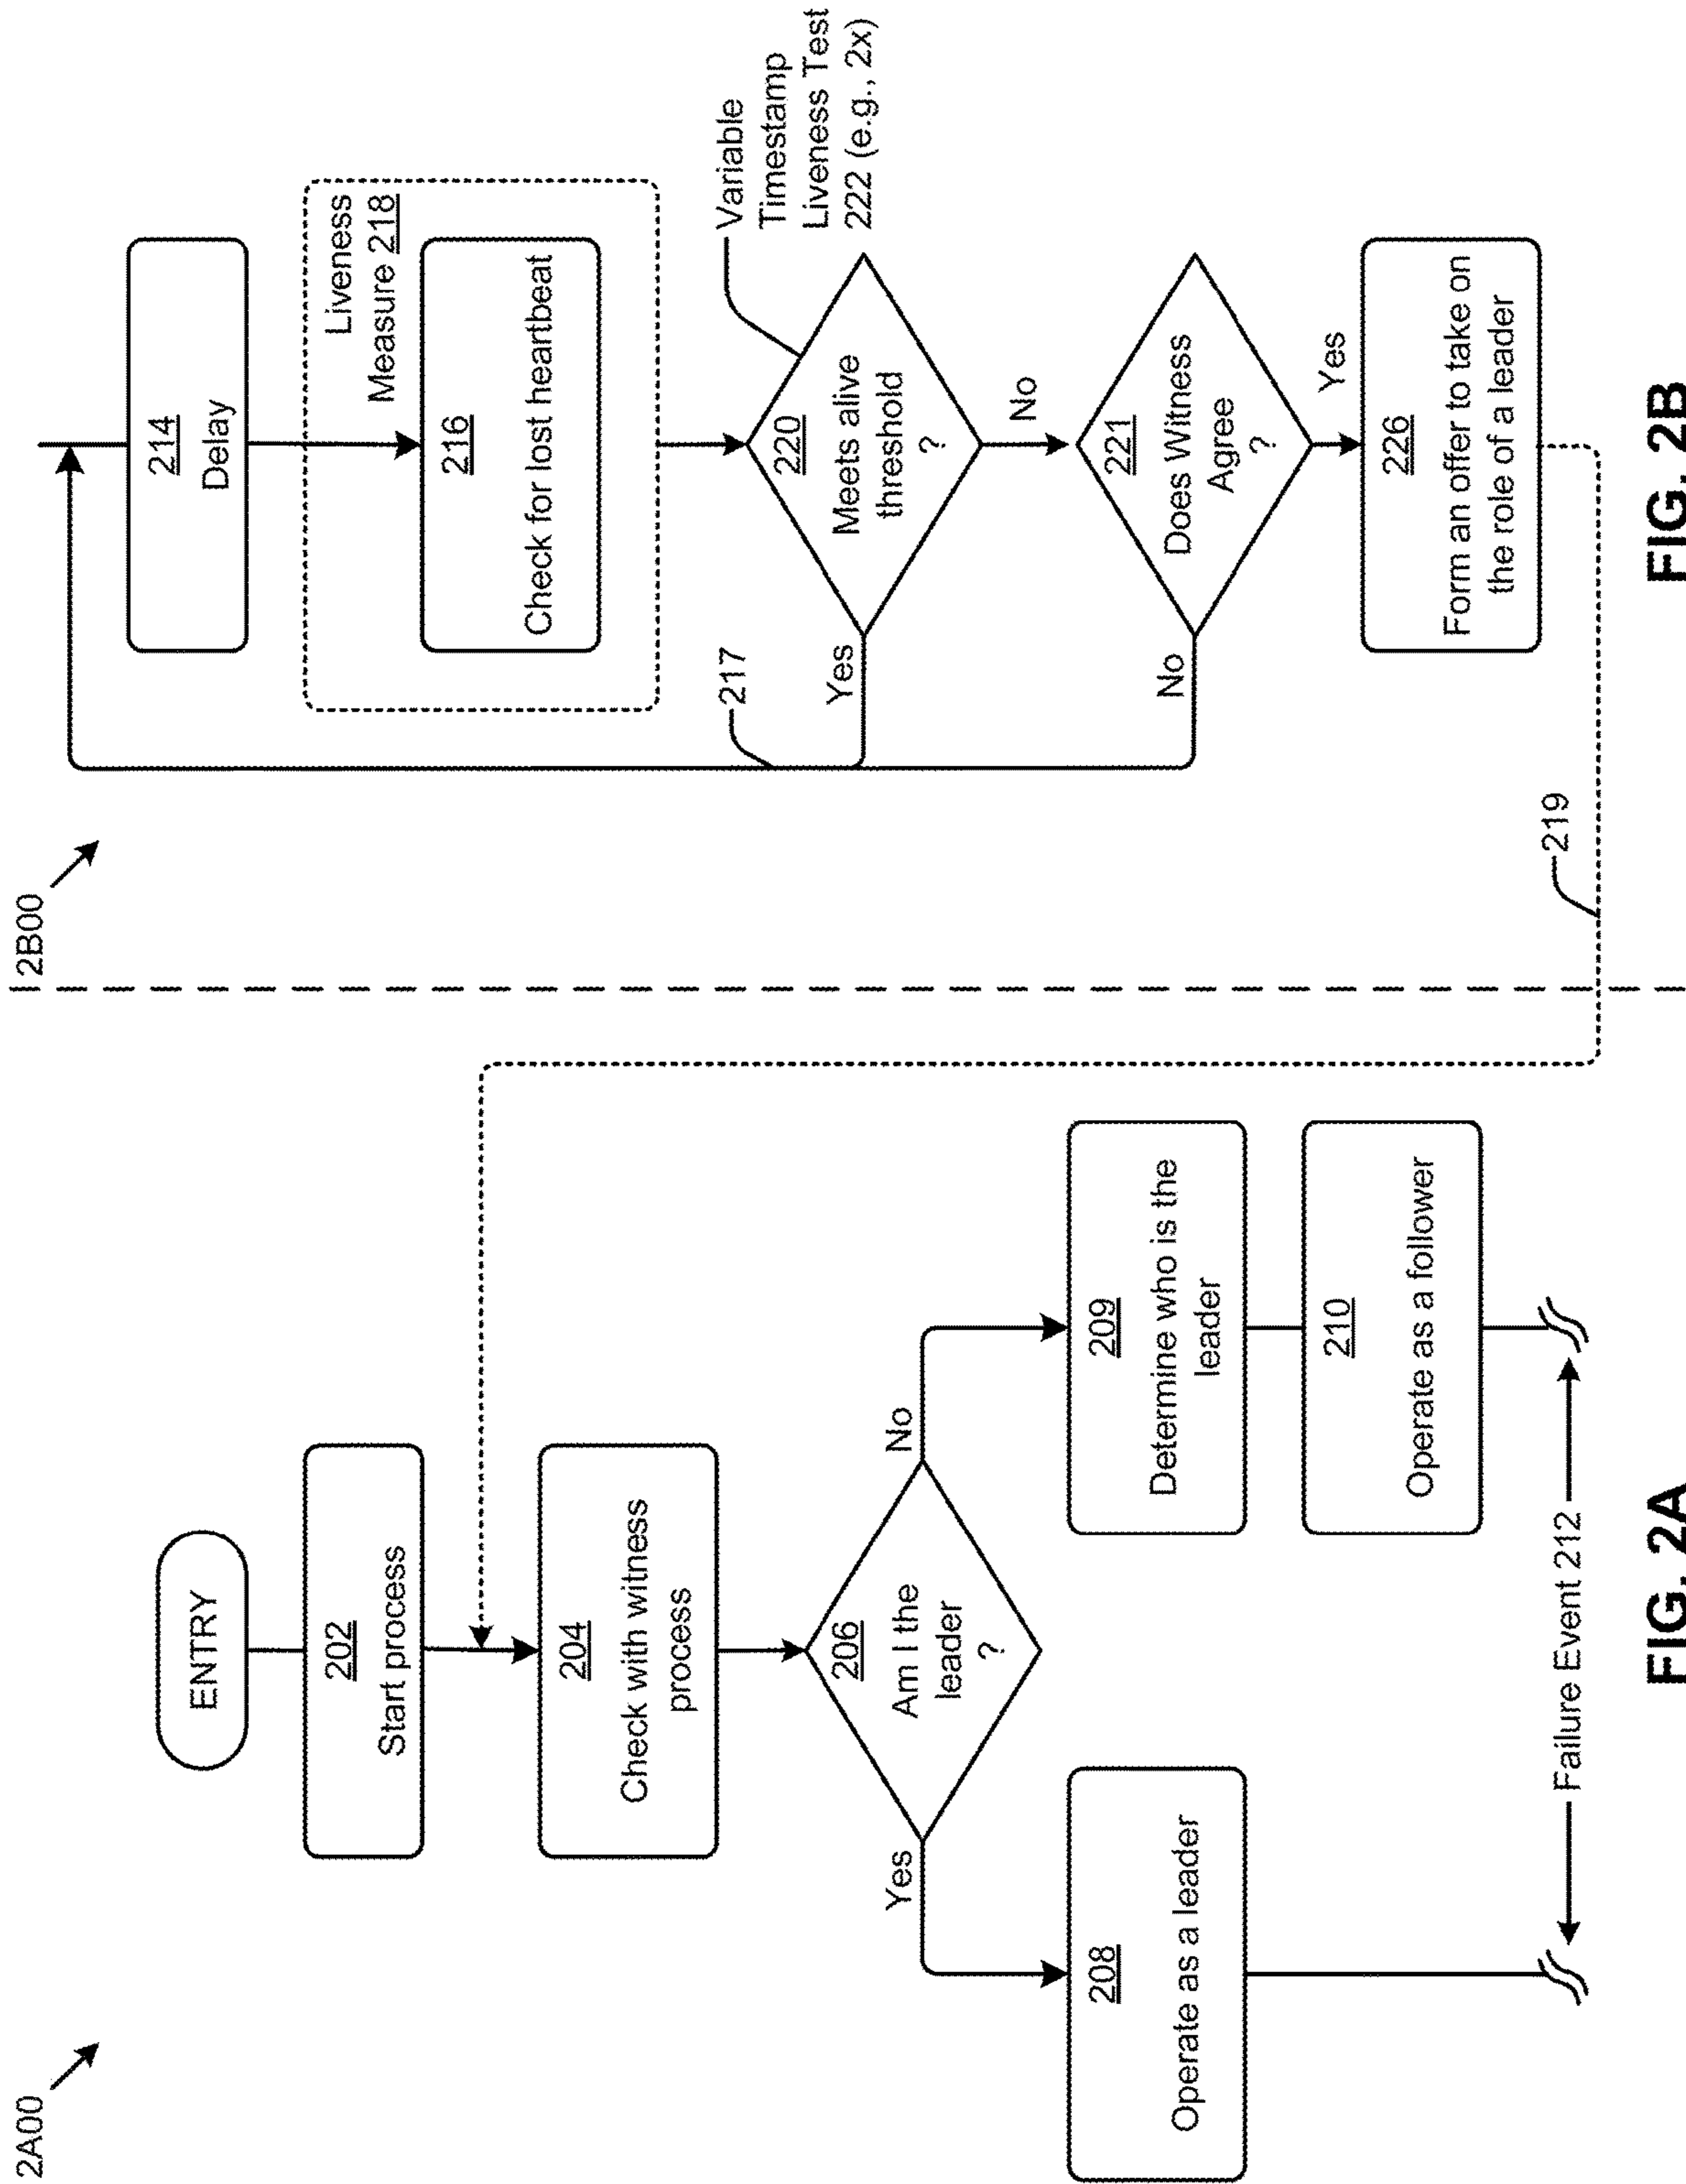 2A00
ENTRY
202
Start process
204
Check with witness
process
206
Am I the
leader
?
Yes
No
208
Operate as a leader
209
Determine who is the
leader
210
Operate as a follower
Failure Event 212
FIG. 2A
2B00
214
Delay
Liveness
Measure 218
216
Check for lost heartbeat
217
220
Meets alive
threshold
?
Variable
Timestamp
Liveness Test
222 (e.g., 2x)
Yes
No
221
Does Witness
Agree
?
No
Yes
226
Form an offer to take on
the role of a leader
219
FIG. 2B